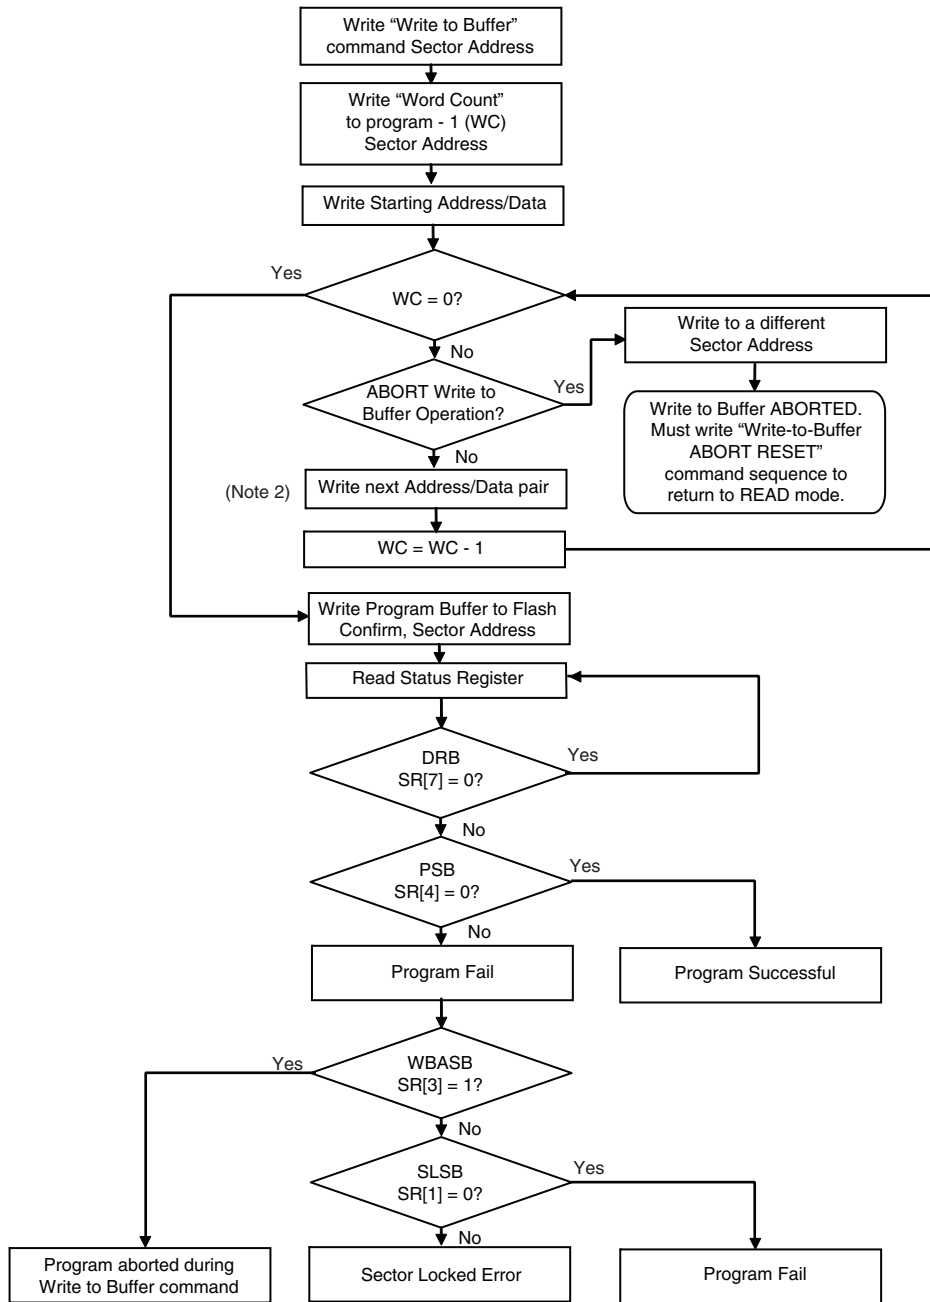 Write “Write to Buffer”
command Sector Address
Write “Word Count”
to program - 1 (WC)
Sector Address
Write Starting Address/Data
Yes
WC = 0?
No
Write to a different
Sector Address
ABORT Write to
Buffer Operation?
Yes
Write to Buffer ABORTED.
Must write “Write-to-Buffer
ABORT RESET”
command sequence to
return to READ mode.
No
(Note 2)
Write next Address/Data pair
WC = WC - 1
Write Program Buffer to Flash
Confirm, Sector Address
Read Status Register
DRB
SR[7] = 0?
Yes
No
PSB
SR[4] = 0?
Yes
No
Program Fail
Program Successful
Yes
WBASB
SR[3] = 1?
No
SLSB
SR[1] = 0?
Yes
No
Program aborted during
Write to Buffer command
Sector Locked Error
Program Fail